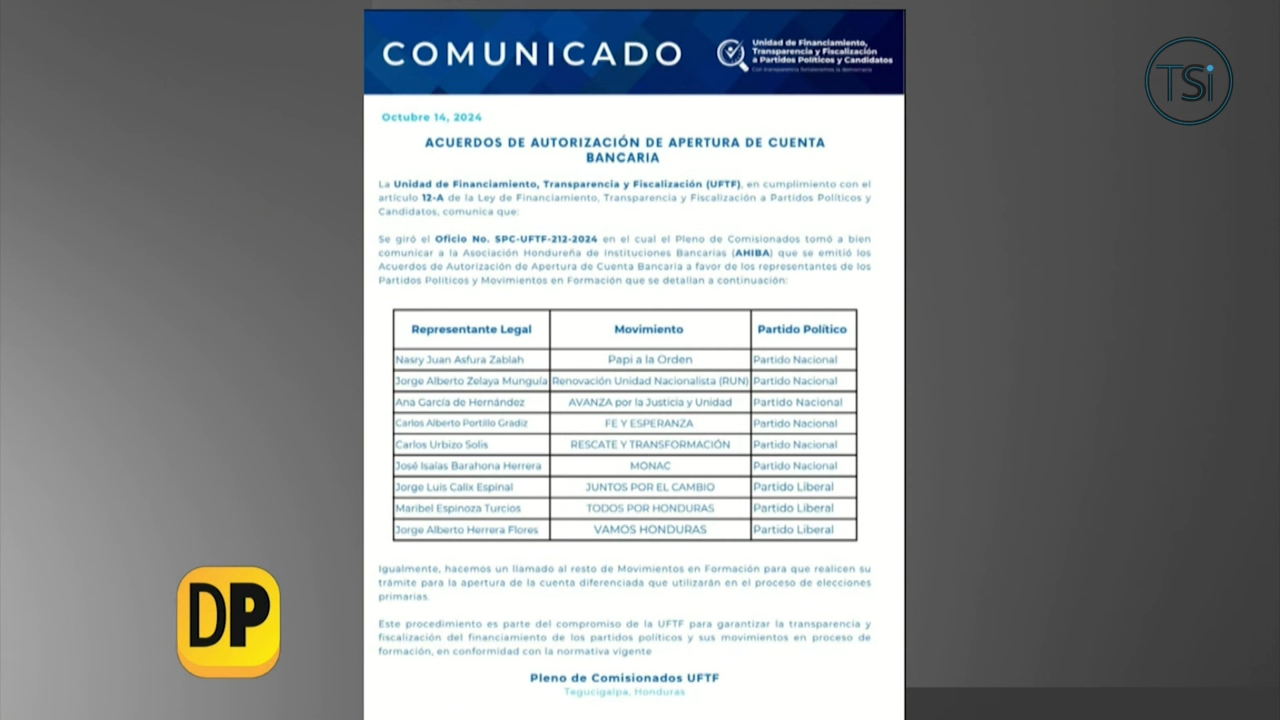 COMUNICADO
Unidad de Financiamiento,
Transparencia y Fiscalización
a Partidos Políticos y Candidatos
Con transparencia fortalecemos la democracia
TSi
Octubre 14, 2024
ACUERDOS DE AUTORIZACIÓN DE APERTURA DE CUENTA
BANCARIA
La Unidad de Financiamiento, Transparencia y Fiscalización (UFTF), en cumplimiento con el
artículo 12-A de la Ley de Financiamiento, Transparencia y Fiscalización a Partidos Políticos y
Candidatos, comunica que:
Se giró el Oficio No. SPC-UFTF-212-2024 en el cual el Pleno de Comisionados tomó a bien
comunicar a la Asociación Hondureña de Instituciones Bancarias (AHIBA) que se emitió los
Acuerdos de Autorización de Apertura de Cuenta Bancaria a favor de los representantes de los
Partidos Políticos y Movimientos en Formación que se detallan a continuación:
Representante Legal Movimiento Partido Político
Nasry Juan Asfura Zablah Papi a la Orden Partido Nacional
Jorge Alberto Zelaya Munguía Renovación Unidad Nacionalista (RUN) Partido Nacional
Ana García de Hernández AVANZA por la Justicia y Unidad Partido Nacional
Carlos Alberto Portillo Gradiz FE Y ESPERANZA Partido Nacional
Carlos Urbizo Solis RESCATE Y TRANSFORMACIÓN Partido Nacional
José Isaías Barahona Herrera MONAC Partido Nacional
Jorge Luis Calix Espinal JUNTOS POR EL CAMBIO Partido Liberal
Maribel Espinoza Turcios TODOS POR HONDURAS Partido Liberal
Jorge Alberto Herrera Flores VAMOS HONDURAS Partido Liberal
Igualmente, hacemos un llamado al resto de Movimientos en Formación para que realicen su
trámite para la apertura de la cuenta diferenciada que utilizarán en el proceso de elecciones
primarias.
Este procedimiento es parte del compromiso de la UFTF para garantizar la transparencia y
fiscalización del financiamiento de los partidos políticos y sus movimientos en proceso de
formación, en conformidad con la normativa vigente
Pleno de Comisionados UFTF
Tegucigalpa, Honduras
DP